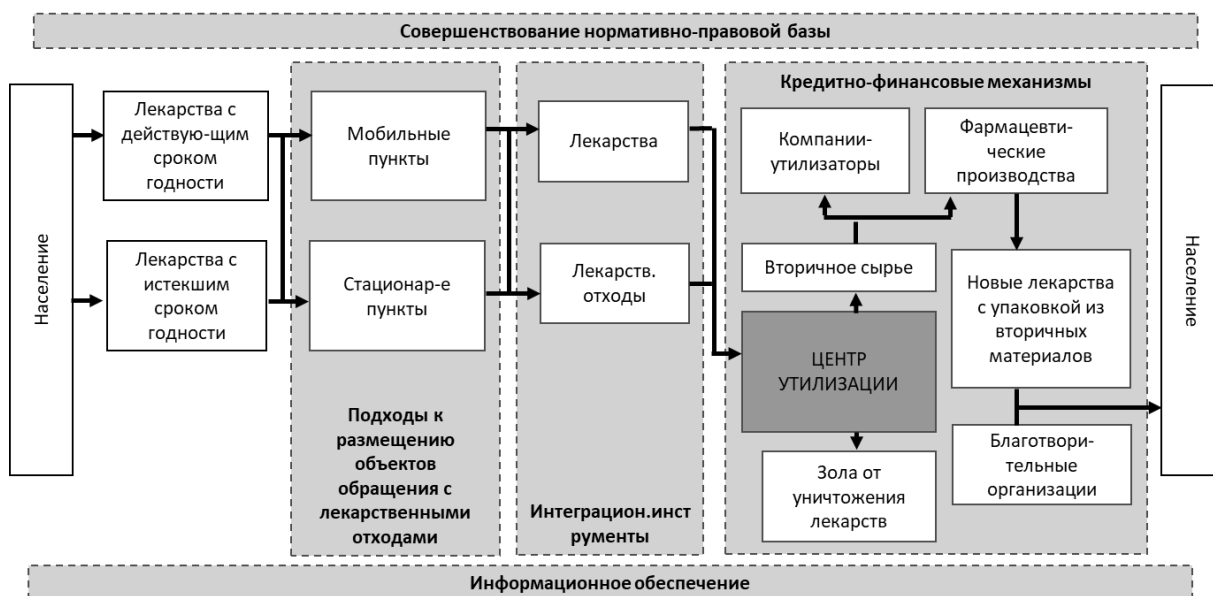 Совершенствование нормативно-правовой базы
Население
Лекарства с
действую-щим
сроком
годности
Лекарства с
истекшим
сроком
годности
Мобильные
пункты
Стационар-е
пункты
Подходы к
размещению
объектов
обращения с
лекарственными
отходами
Лекарства
Лекарств.
отходы
Интеграцион.инст
рументы
Кредитно-финансовые механизмы
Компании-
утилизаторы
Фармацевти-
ческие
производства
Вторичное сырье
ЦЕНТР
УТИЛИЗАЦИИ
Зола от
уничтожения
лекарств
Новые лекарства
с упаковкой из
вторичных
материалов
Благотвори-
тельные
организации
Население
Информационное обеспечение